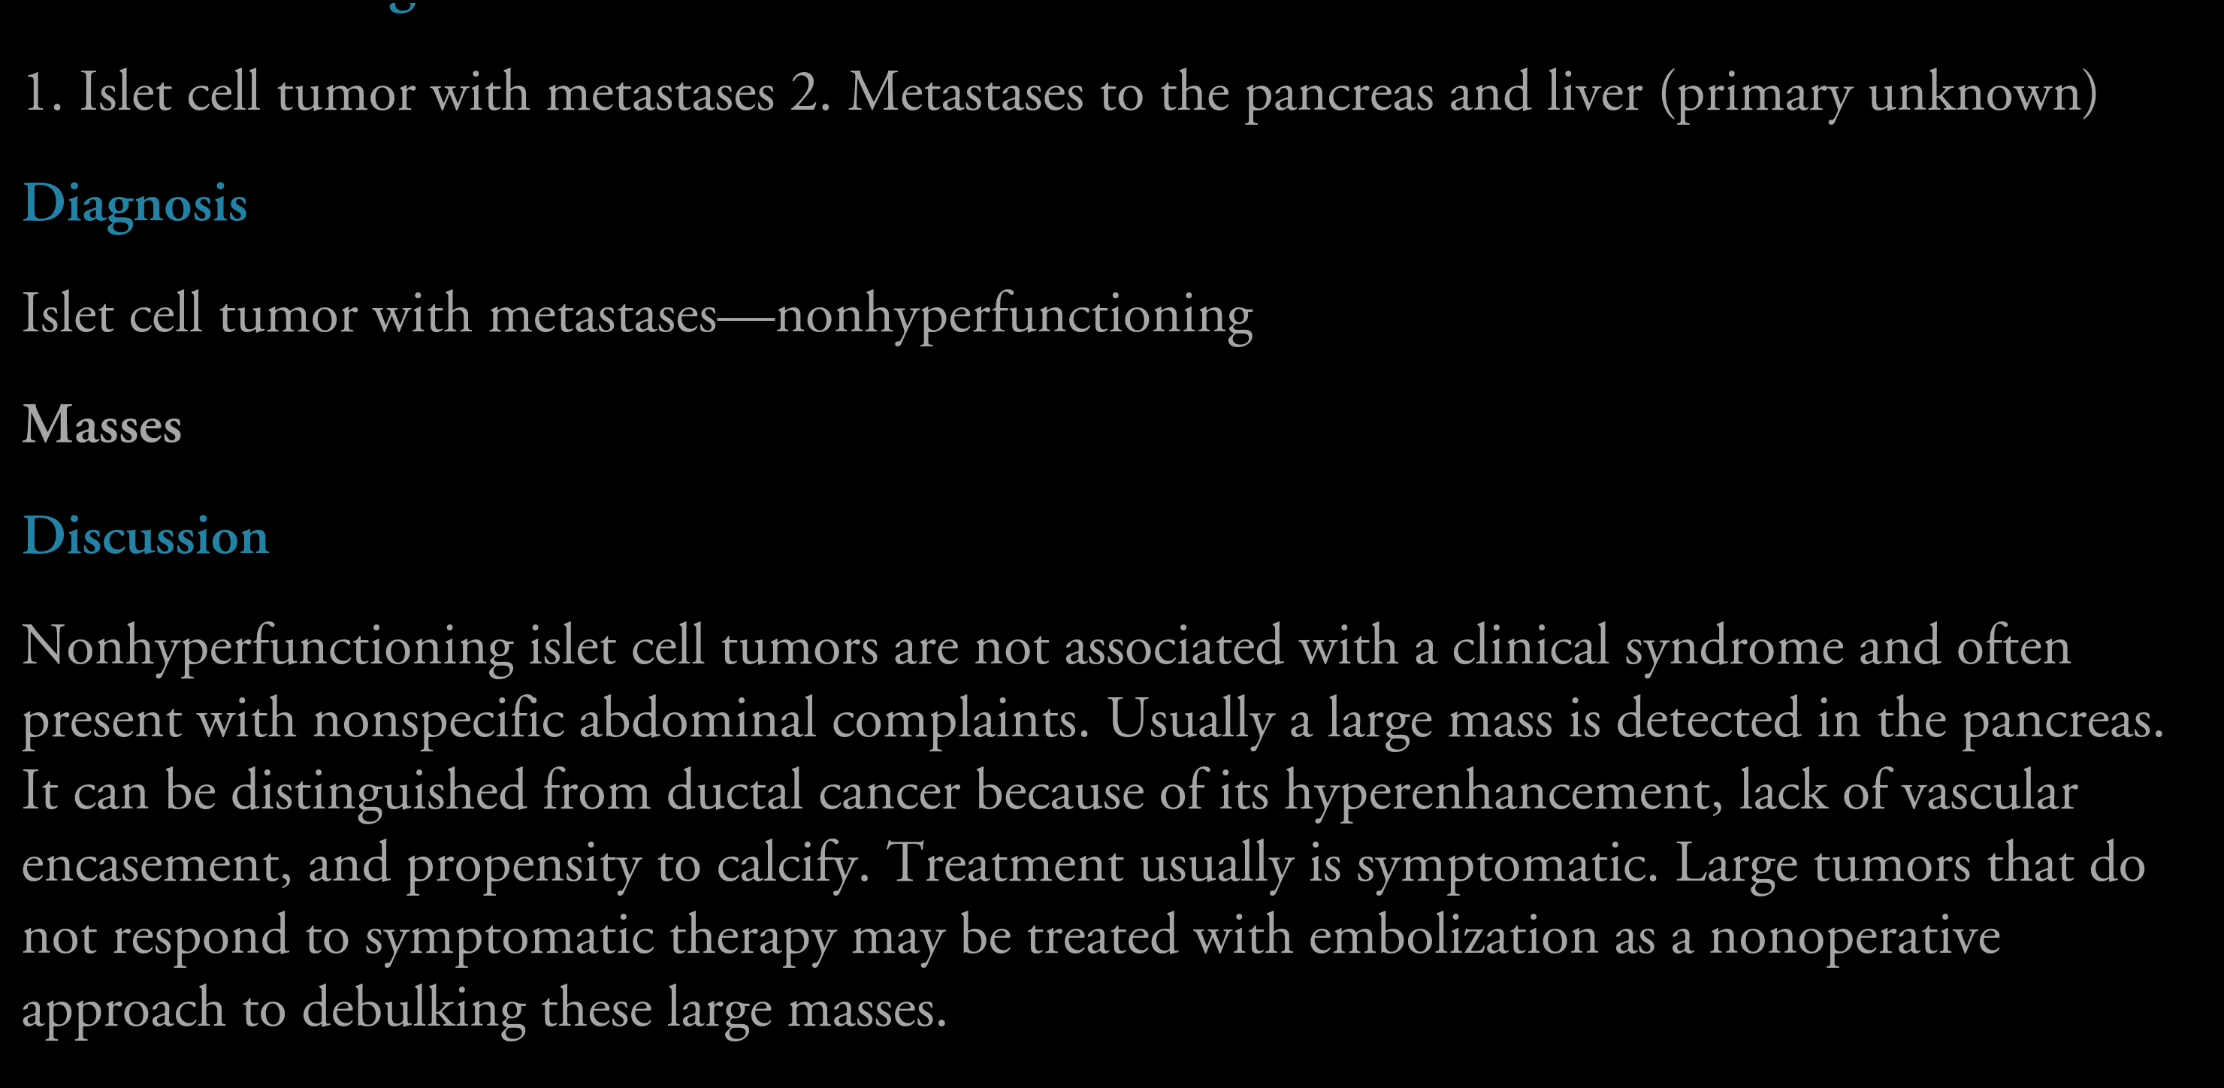 1. Islet cell tumor with metastases 2. Metastases to the pancreas and liver (primary unknown)
Diagnosis
Islet cell tumor with metastases—nonhyperfunctioning
Masses
Discussion
Nonhyperfunctioning islet cell tumors are not associated with a clinical syndrome and often
present with nonspecific abdominal complaints. Usually a large mass is detected in the pancreas.
It can be distinguished from ductal cancer because of its hyperenhancement, lack of vascular
encasement, and propensity to calcify. Treatment usually is symptomatic. Large tumors that do
not respond to symptomatic therapy may be treated with embolization as a nonoperative
approach to debulking these large masses.